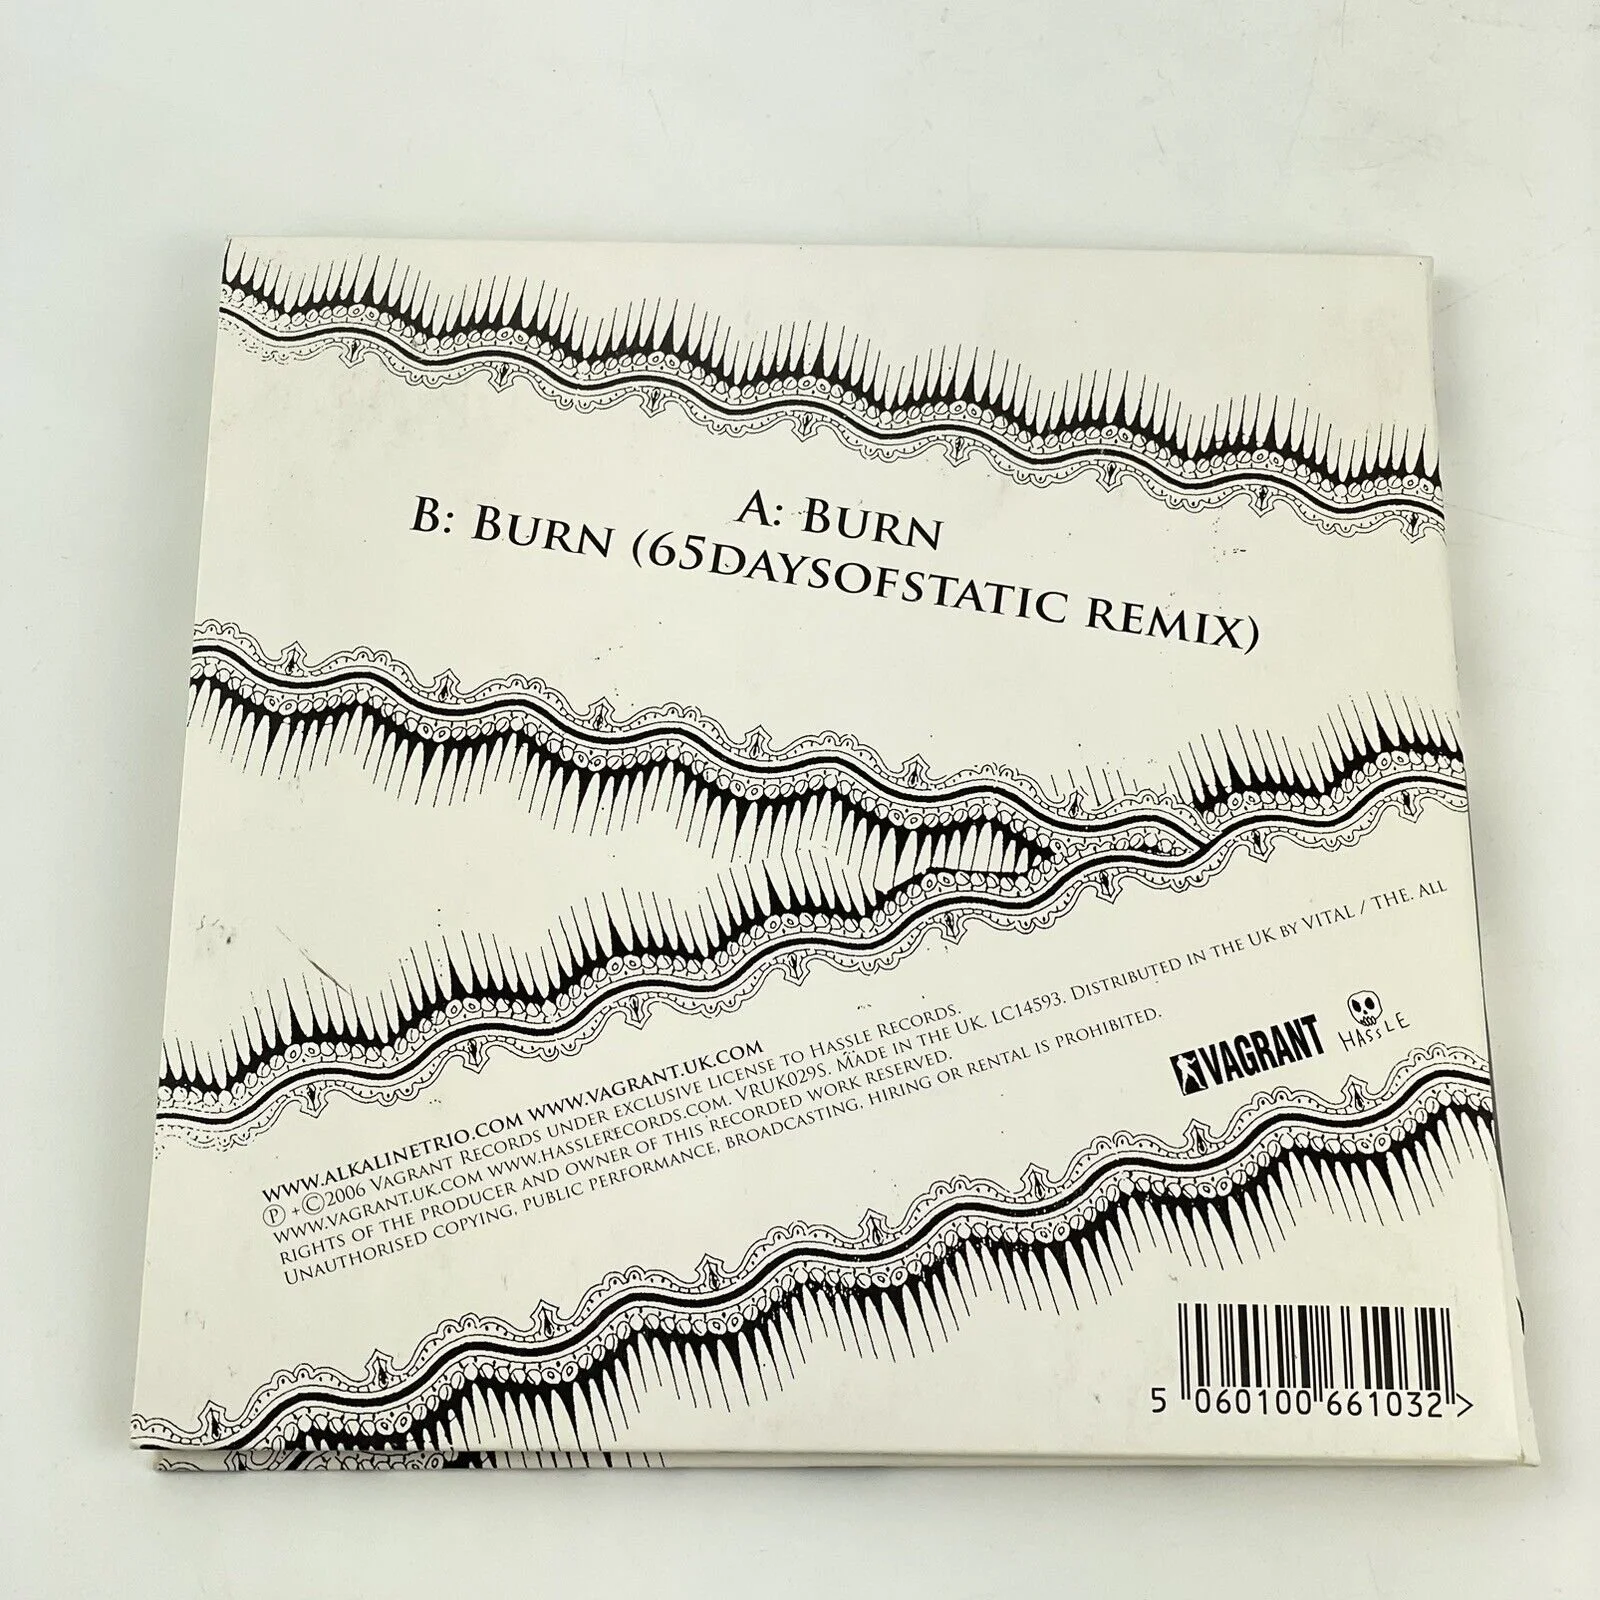 A: Burn
B: Burn (65daysofstatic remix)
www.alkalinetrio.com www.vagrant.uk.com
℗ +©2006 Vagrant Records under exclusive license to Hassle Records.
www.vagrant.uk.com www.hasslerecords.com. VRUK029S. Made in the UK. LC14593. Distributed in the UK by VITAL / THE. All
rights of the producer and owner of this recorded work reserved.
Unauthorised copying, public performance, broadcasting, hiring or rental is prohibited.
VAGRANT
HASSLE
5 060100 661032 >